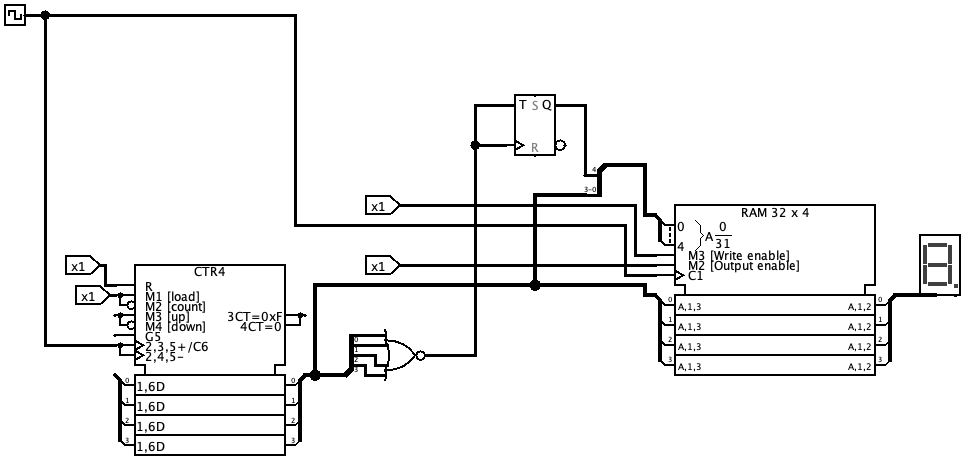 T S Q
R
4
3-0
x1
RAM 32 x 4
0
4
A 0
31
M3 [Write enable]
M2 [Output enable]
C1
x1
x1
x1
CTR4
R
M1 [load]
M2 [count]
M3 [up]
M4 [down]
G5
2,3,5+/C6
2,4,5-
3CT=0xF
4CT=0
0 1,6D 0
1 1,6D 1
2 1,6D 2
3 1,6D 3
0
1
2
3
0 A,1,3 A,1,2 0
1 A,1,3 A,1,2 1
2 A,1,3 A,1,2 2
3 A,1,3 A,1,2 3